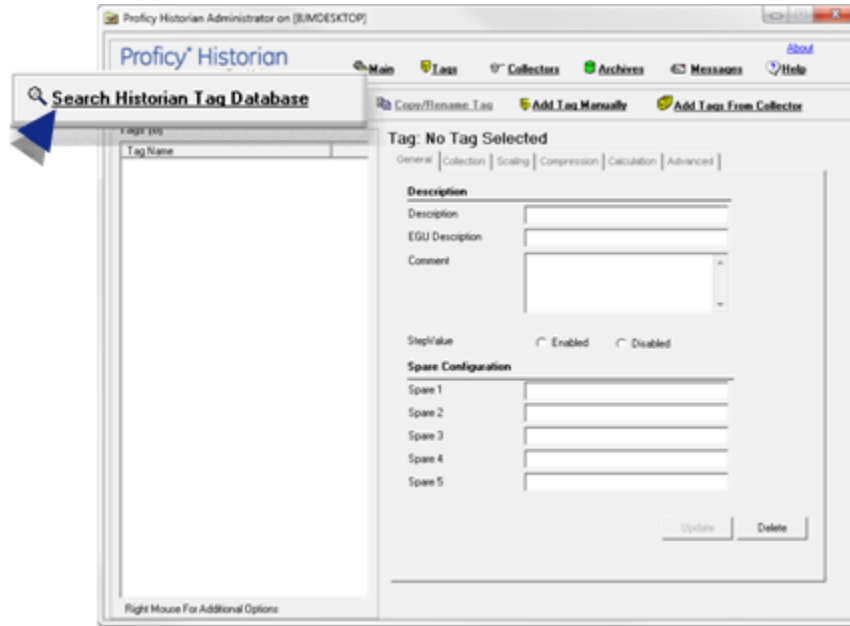 Proficy Historian Administrator on [BJMDESKTOP]
Proficy* Historian
About
Main Tags Collectors Archives Messages Help
Search Historian Tag Database
Copy/Rename Tag Add Tag Manually Add Tags From Collector
Tags (0)
Tag Name
Tag: No Tag Selected
General Collection Scaling Compression Calculation Advanced
Description
Description
EGU Description
Comment
StepValue Enabled Disabled
Spare Configuration
Spare 1
Spare 2
Spare 3
Spare 4
Spare 5
Update Delete
Right Mouse For Additional Options